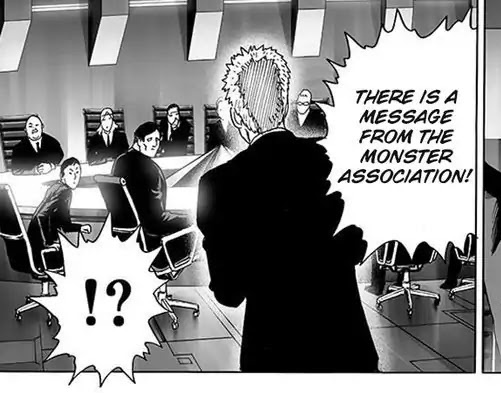 THERE IS A
MESSAGE
FROM THE
MONSTER
ASSOCIATION!
!?